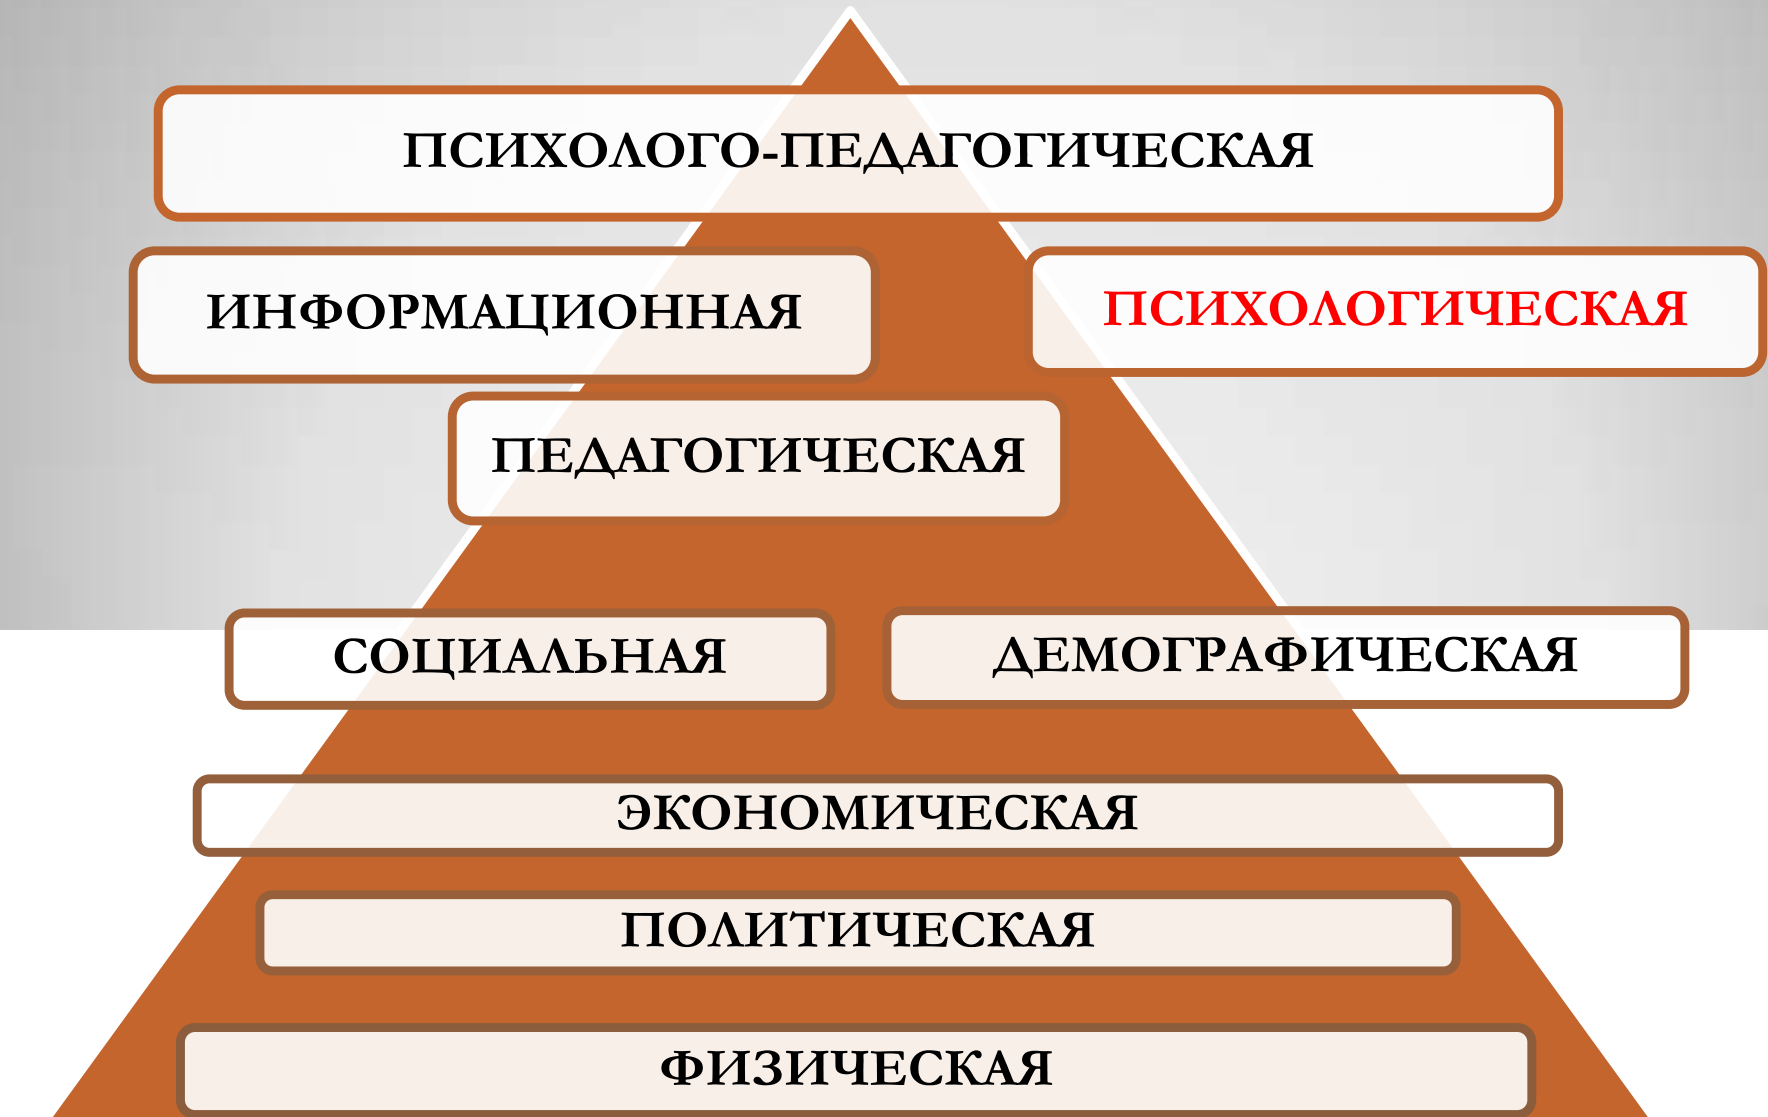 ПСИХОЛОГО-ПЕДАГОГИЧЕСКАЯ
ИНФОРМАЦИОННАЯ
ПСИХОЛОГИЧЕСКАЯ
ПЕДАГОГИЧЕСКАЯ
СОЦИАЛЬНАЯ
ДЕМОГРАФИЧЕСКАЯ
ЭКОНОМИЧЕСКАЯ
ПОЛИТИЧЕСКАЯ
ФИЗИЧЕСКАЯ